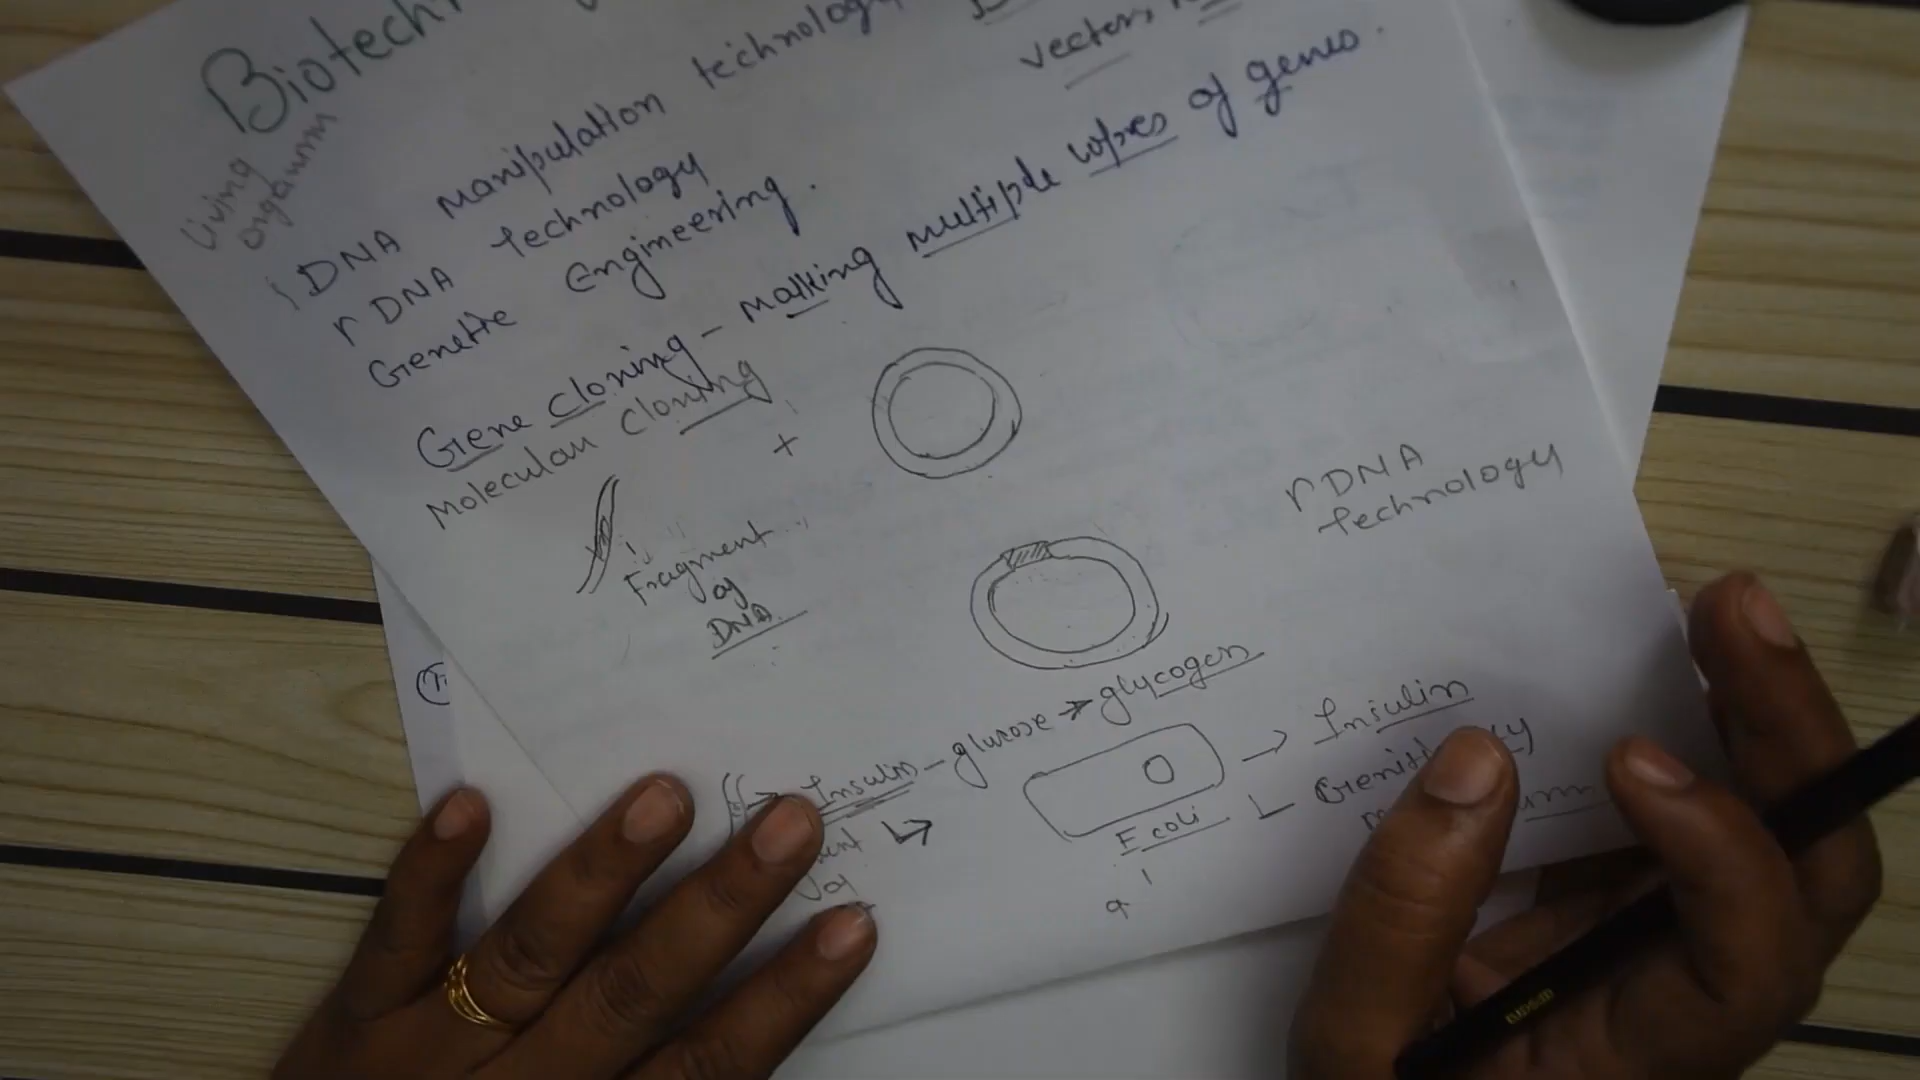 Biotech
living
organism
DNA manipulation technology
vectors
rDNA technology
Genetic Engineering.
Gene cloning - making multiple copies of genes.
Molecular cloning
+
Fragment
of
DNA
rDNA
technology
Insulin - glucose → glycogen
→ Insulin
E coli
of